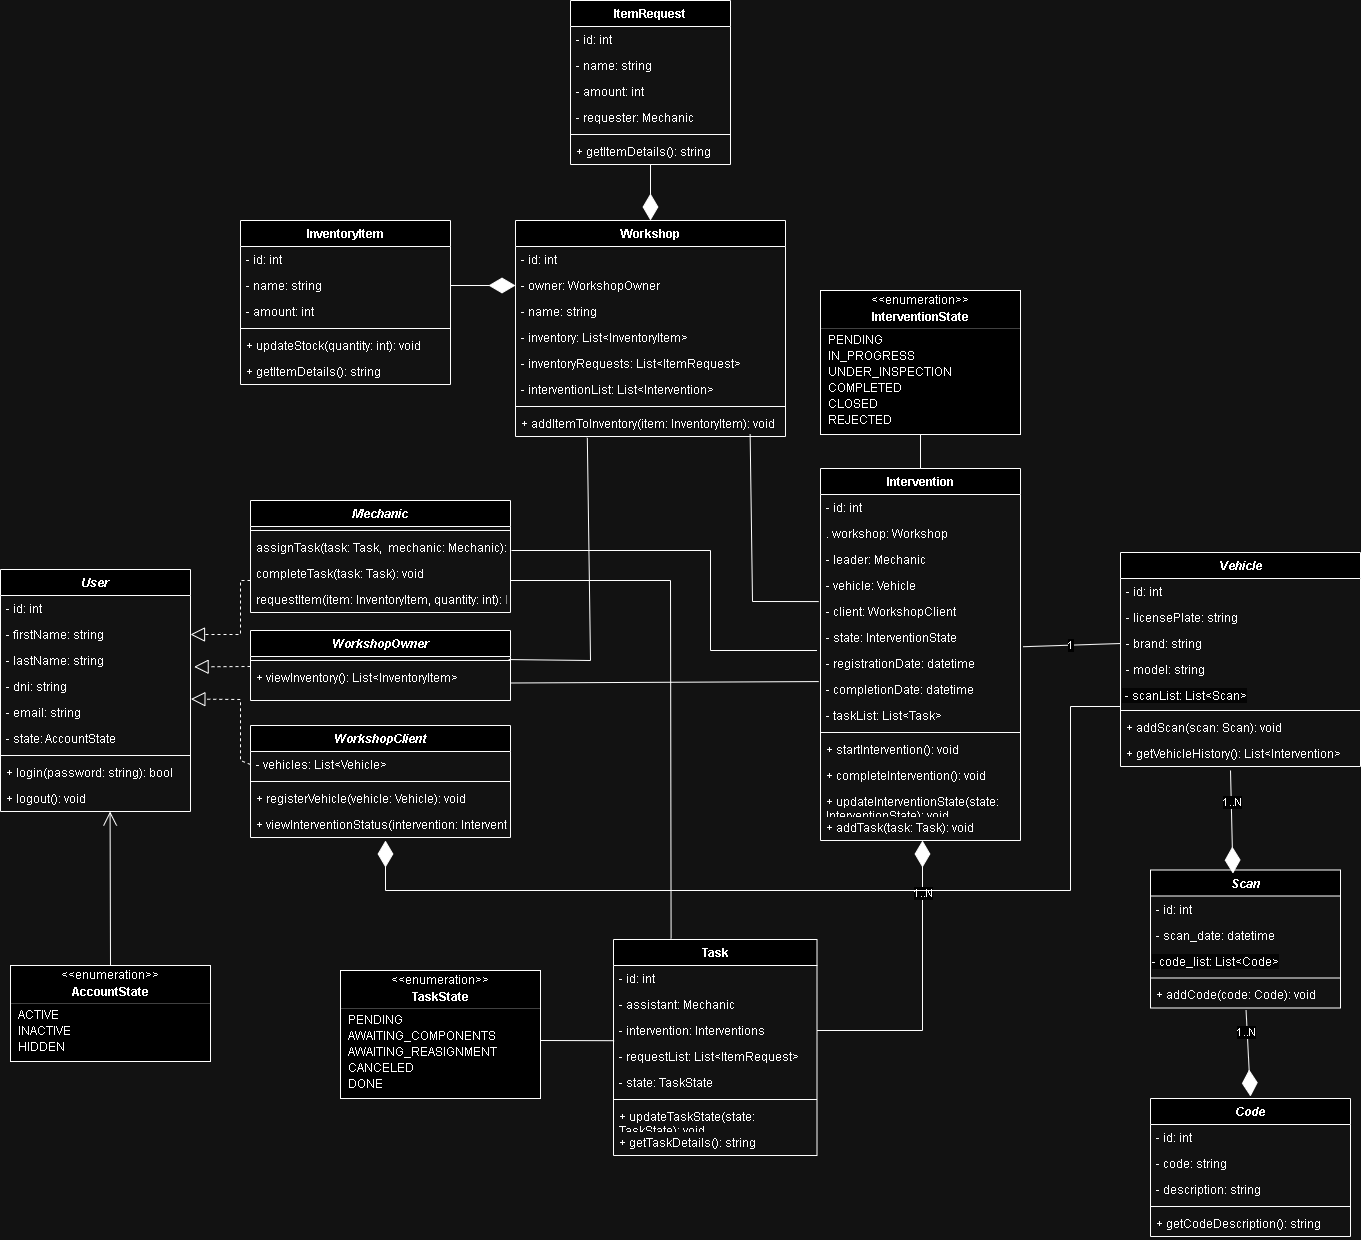 ItemRequest
- id: int
- name: string
- amount: int
- requester: Mechanic
+ getItemDetails(): string
InventoryItem
- id: int
- name: string
- amount: int
+ updateStock(quantity: int): void
+ getItemDetails(): string
Workshop
- id: int
- owner: WorkshopOwner
- name: string
- inventory: List<InventoryItem>
- inventoryRequests: List<ItemRequest>
- interventionList: List<Intervention>
+ addItemToInventory(item: InventoryItem): void
<<enumeration>>
InterventionState
PENDING
IN_PROGRESS
UNDER_INSPECTION
COMPLETED
CLOSED
REJECTED
Intervention
- id: int
. workshop: Workshop
- leader: Mechanic
- vehicle: Vehicle
- client: WorkshopClient
- state: InterventionState
- registrationDate: datetime
- completionDate: datetime
- taskList: List<Task>
+ startIntervention(): void
+ completeIntervention(): void
+ updateInterventionState(state:
InterventionState): void
+ addTask(task: Task): void
Mechanic
assignTask(task: Task, mechanic: Mechanic):
completeTask(task: Task): void
requestItem(item: InventoryItem, quantity: int):
User
- id: int
- firstName: string
- lastName: string
- dni: string
- email: string
- state: AccountState
+ login(password: string): bool
+ logout(): void
WorkshopOwner
+ viewInventory(): List<InventoryItem>
WorkshopClient
- vehicles: List<Vehicle>
+ registerVehicle(vehicle: Vehicle): void
+ viewInterventionStatus(intervention: Intervent
1
Vehicle
- id: int
- licensePlate: string
- brand: string
- model: string
- scanList: List<Scan>
+ addScan(scan: Scan): void
+ getVehicleHistory(): List<Intervention>
1..N
1..N
Scan
- id: int
- scan_date: datetime
- code_list: List<Code>
+ addCode(code: Code): void
1..N
Code
- id: int
- code: string
- description: string
+ getCodeDescription(): string
<<enumeration>>
AccountState
ACTIVE
INACTIVE
HIDDEN
<<enumeration>>
TaskState
PENDING
AWAITING_COMPONENTS
AWAITING_REASIGNMENT
CANCELED
DONE
Task
- id: int
- assistant: Mechanic
- intervention: Interventions
- requestList: List<ItemRequest>
- state: TaskState
+ updateTaskState(state:
TaskState): void
+ getTaskDetails(): string